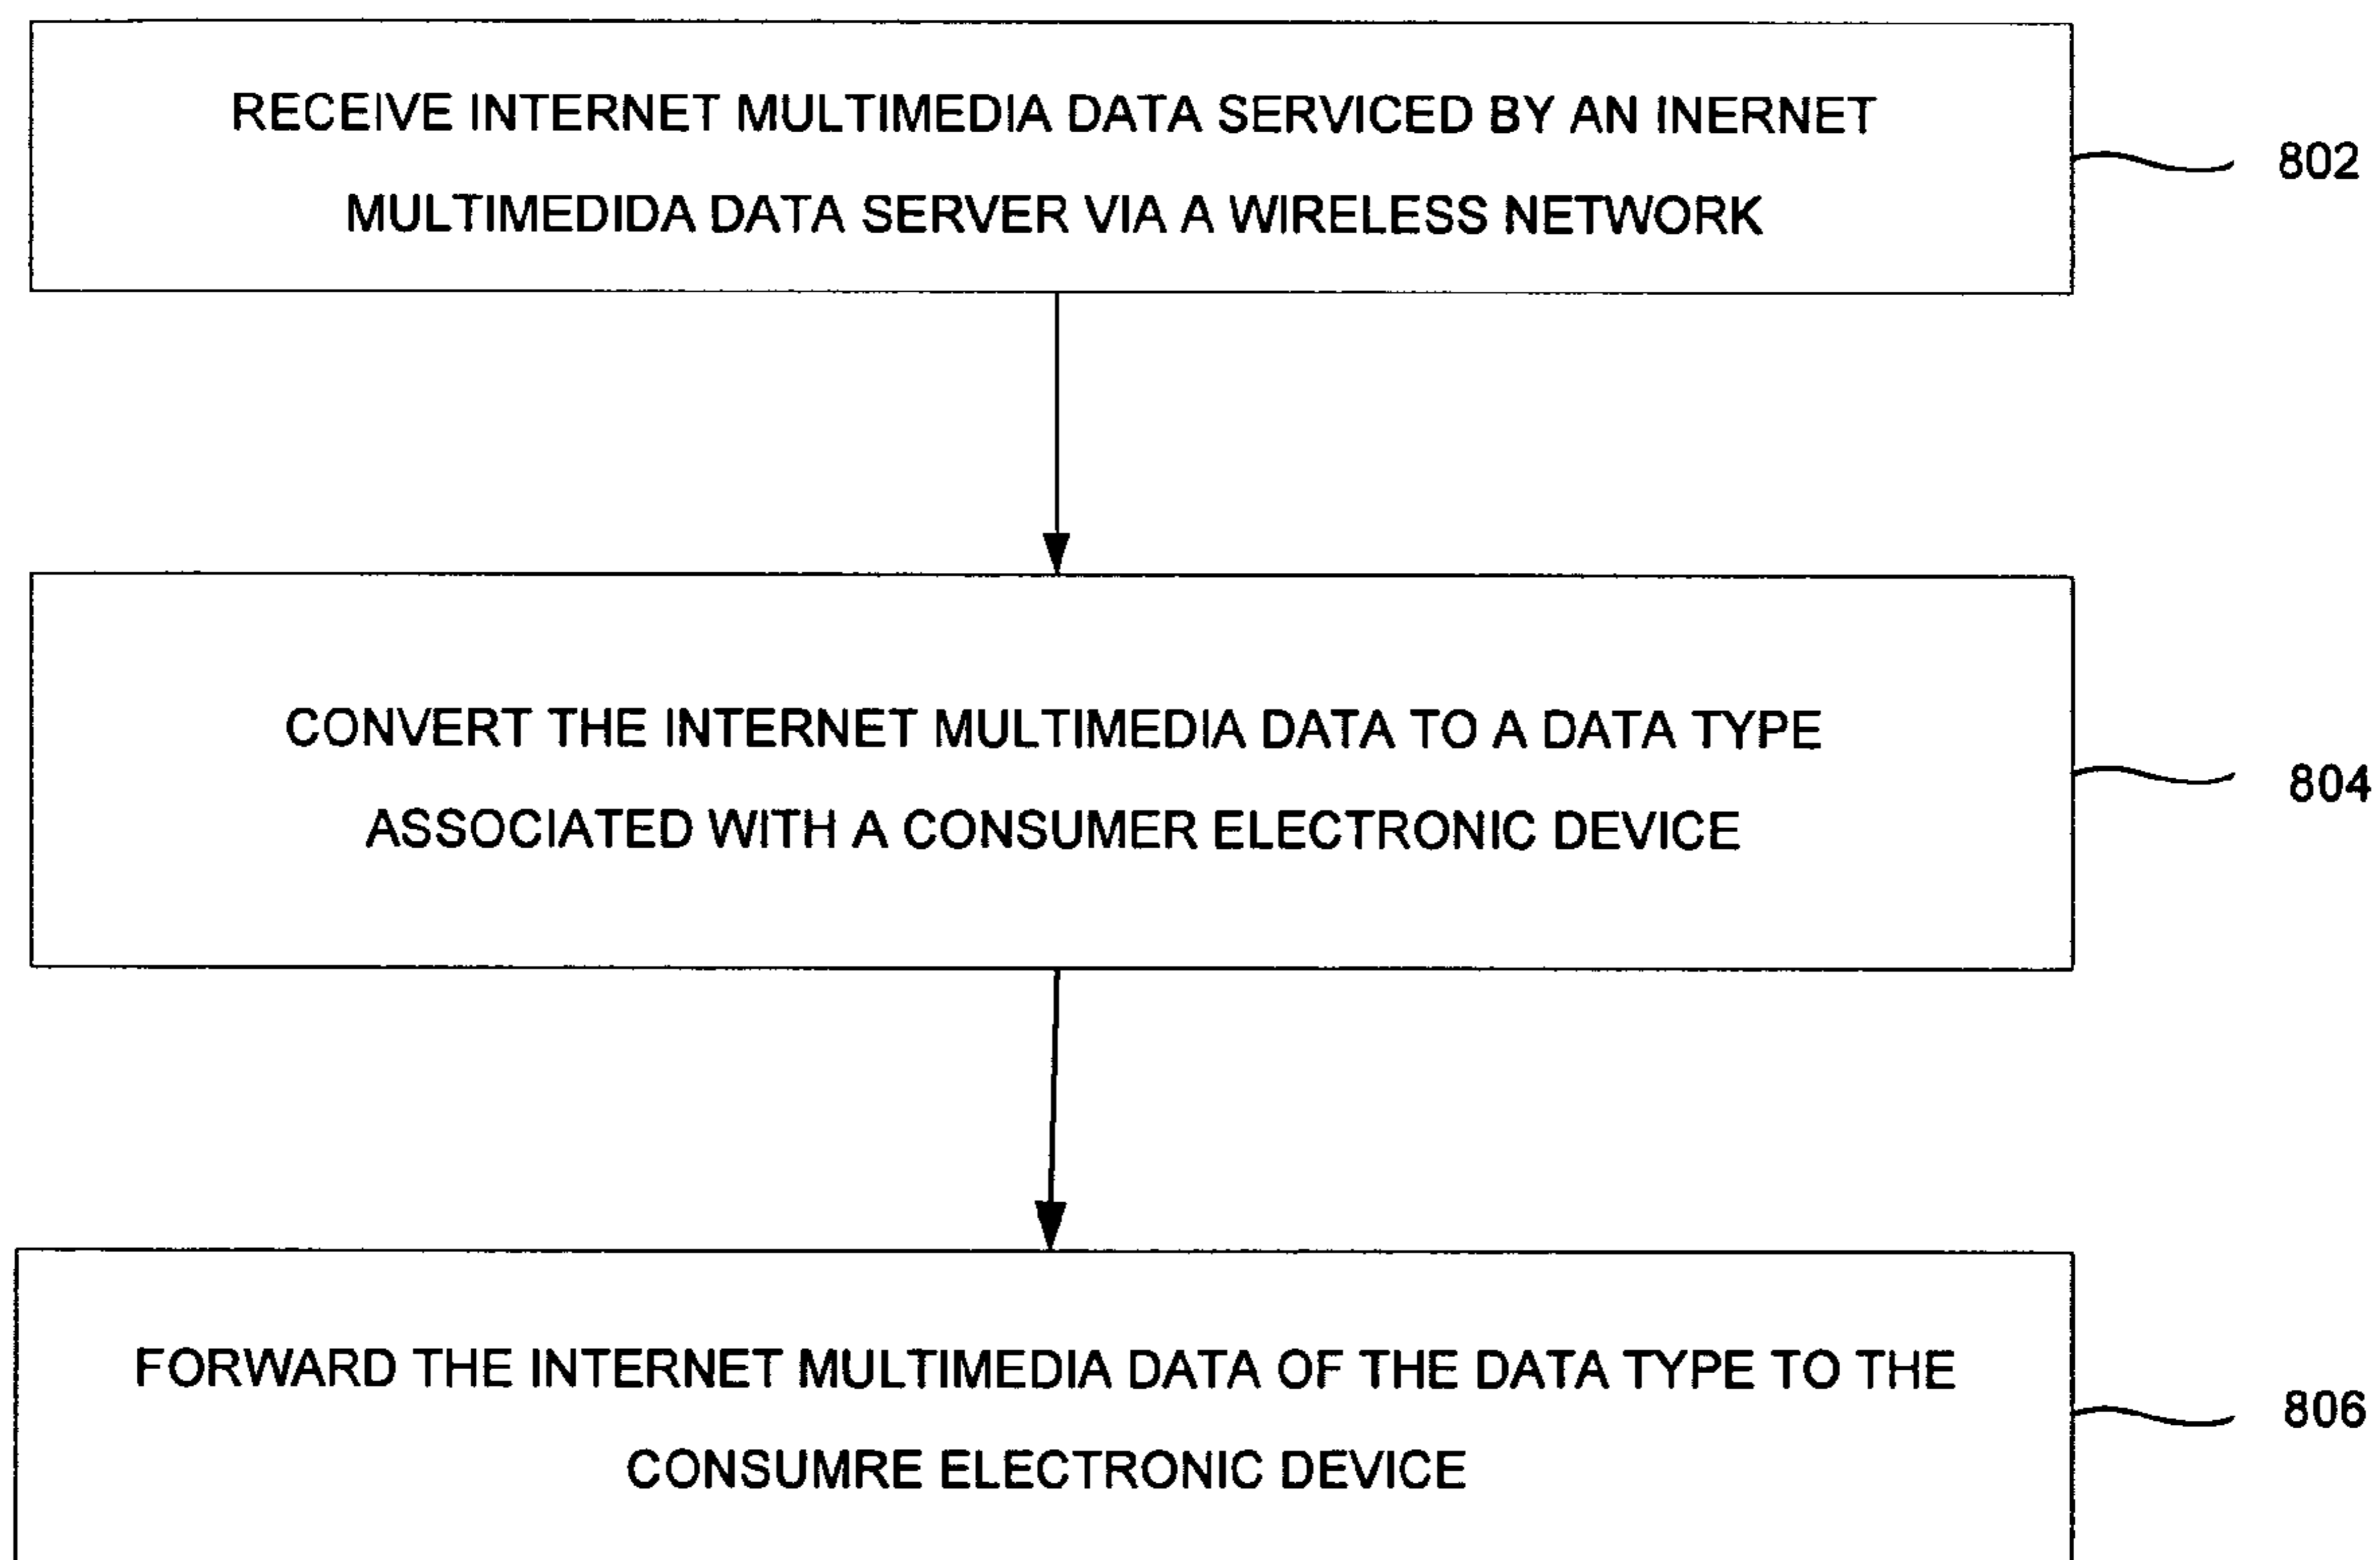 RECEIVE INTERNET MULTIMEDIA DATA SERVICED BY AN INERNET
MULTIMEDIDA DATA SERVER VIA A WIRELESS NETWORK
802
CONVERT THE INTERNET MULTIMEDIA DATA TO A DATA TYPE
ASSOCIATED WITH A CONSUMER ELECTRONIC DEVICE
804
FORWARD THE INTERNET MULTIMEDIA DATA OF THE DATA TYPE TO THE
CONSUMRE ELECTRONIC DEVICE
806